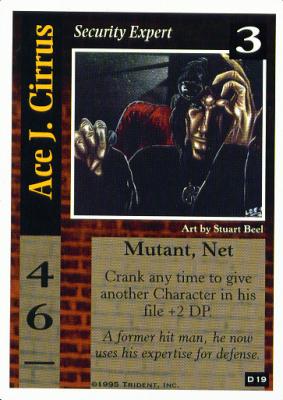 Ace J. Cirrus
Security Expert
3
Art by Stuart Beel
4
6
—
Mutant, Net
Crank any time to give
another Character in his
file +2 DP.
A former hit man, he now
uses his expertise for defense.
©1995 TRIDENT, INC.
D 19